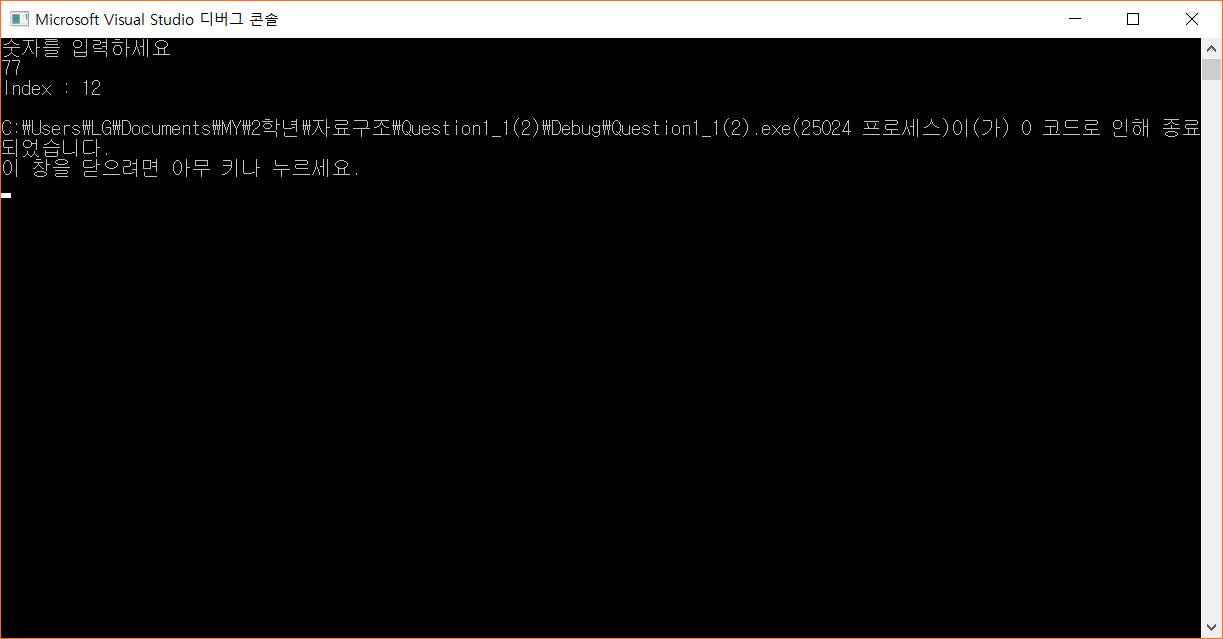 Microsoft Visual Studio 디버그 콘솔
숫자를 입력하세요
77
Index : 12
C:₩Users₩LG₩Documents₩MY₩2학년₩자료구조₩Question1_1(2)₩Debug₩Question1_1(2).exe(25024 프로세스)이(가) 0 코드로 인해 종료
되었습니다.
이 창을 닫으려면 아무 키나 누르세요.